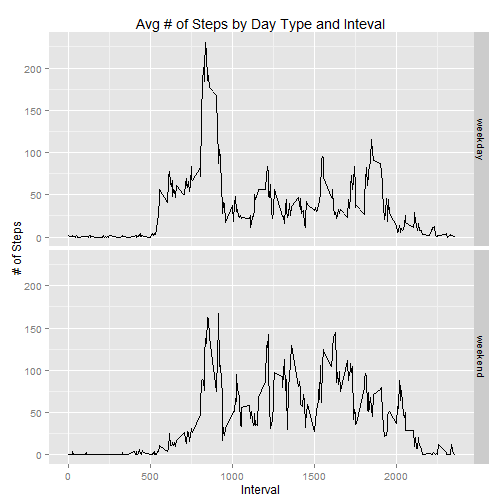 Avg # of Steps by Day Type and Inteval
# of Steps
200
150
100
50
0
weekday
200
150
100
50
0
weekend
0 500 1000 1500 2000
Interval